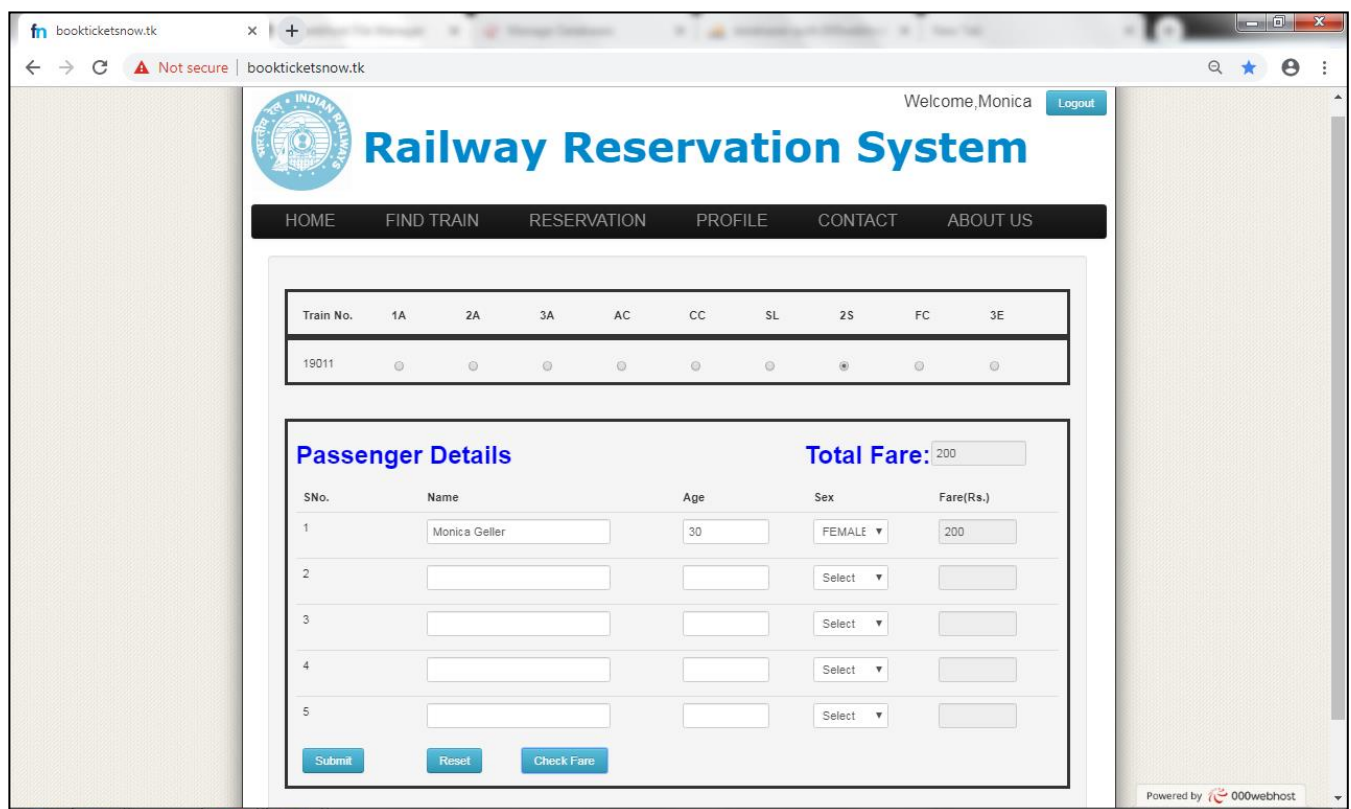 fn bookticketsnow.tk
Not secure | bookticketsnow.tk
Welcome,Monica Logout
भारतीय रेल • INDIAN RAILWAYS
Railway Reservation System
HOME FIND TRAIN RESERVATION PROFILE CONTACT ABOUT US
Train No. 1A 2A 3A AC CC SL 2S FC 3E
19011
Passenger Details Total Fare: 200
SNo. Name Age Sex Fare(Rs.)
1 Monica Geller 30 FEMALE 200
2 Select
3 Select
4 Select
5 Select
Submit Reset Check Fare
Powered by 000webhost